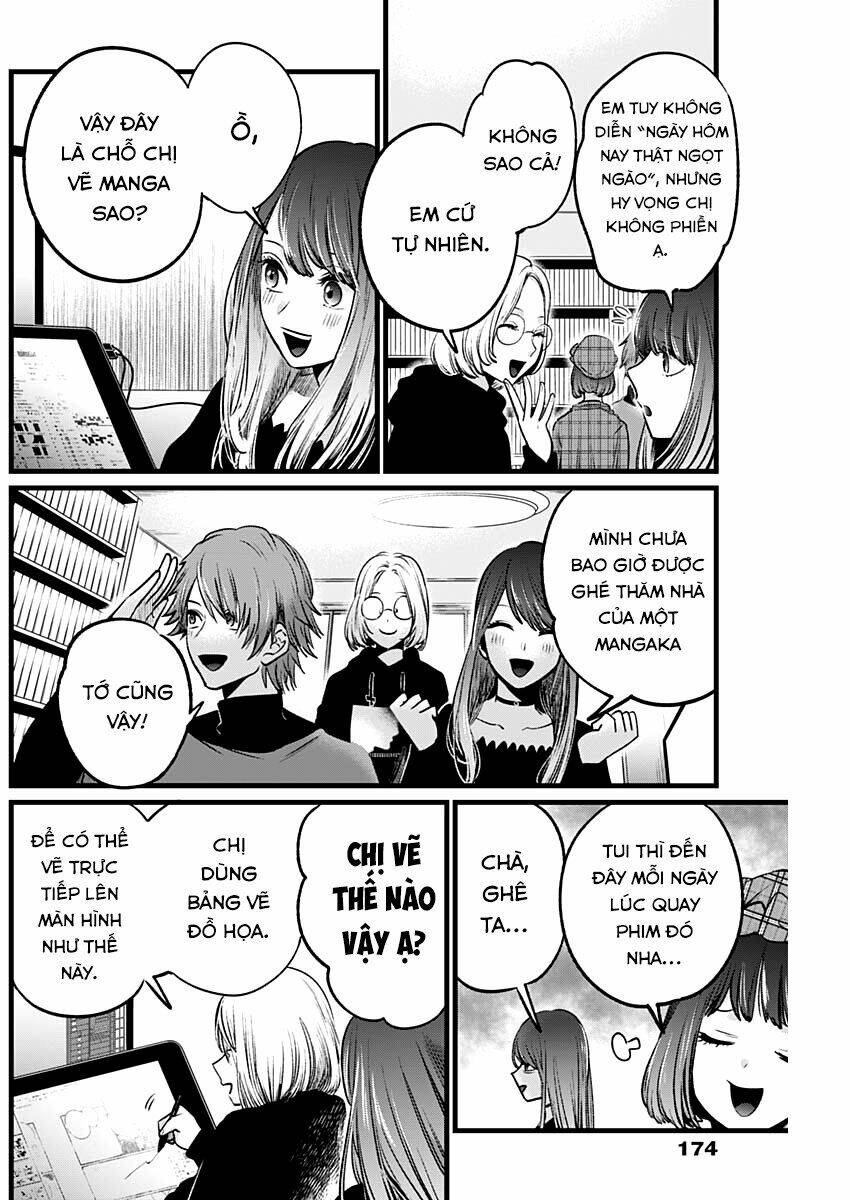 EM TUY KHÔNG
DIỄN "NGÀY HÔM
NAY THẬT NGỌT
NGÀO", NHƯNG
HY VỌNG CHỊ
KHÔNG PHIỀN
Ạ.
KHÔNG
SAO CẢ!
EM CỨ
TỰ NHIÊN.
Ồ,
VẬY ĐÂY
LÀ CHỖ CHỊ
VẼ MANGA
SAO?
MÌNH CHƯA
BAO GIỜ ĐƯỢC
GHÉ THĂM NHÀ
CỦA MỘT
MANGAKA
TỚ CŨNG
VẬY!
TUI THÌ ĐẾN
ĐÂY MỖI NGÀY
LÚC QUAY
PHIM ĐÓ
NHA...
CHÀ,
GHÊ
TA...
CHỊ VẼ
THẾ NÀO
VẬY Ạ?
CHỊ
DÙNG
BẢNG VẼ
ĐỒ HỌA.
ĐỂ CÓ THỂ
VẼ TRỰC
TIẾP LÊN
MÀN HÌNH
NHƯ THẾ
NÀY.
174